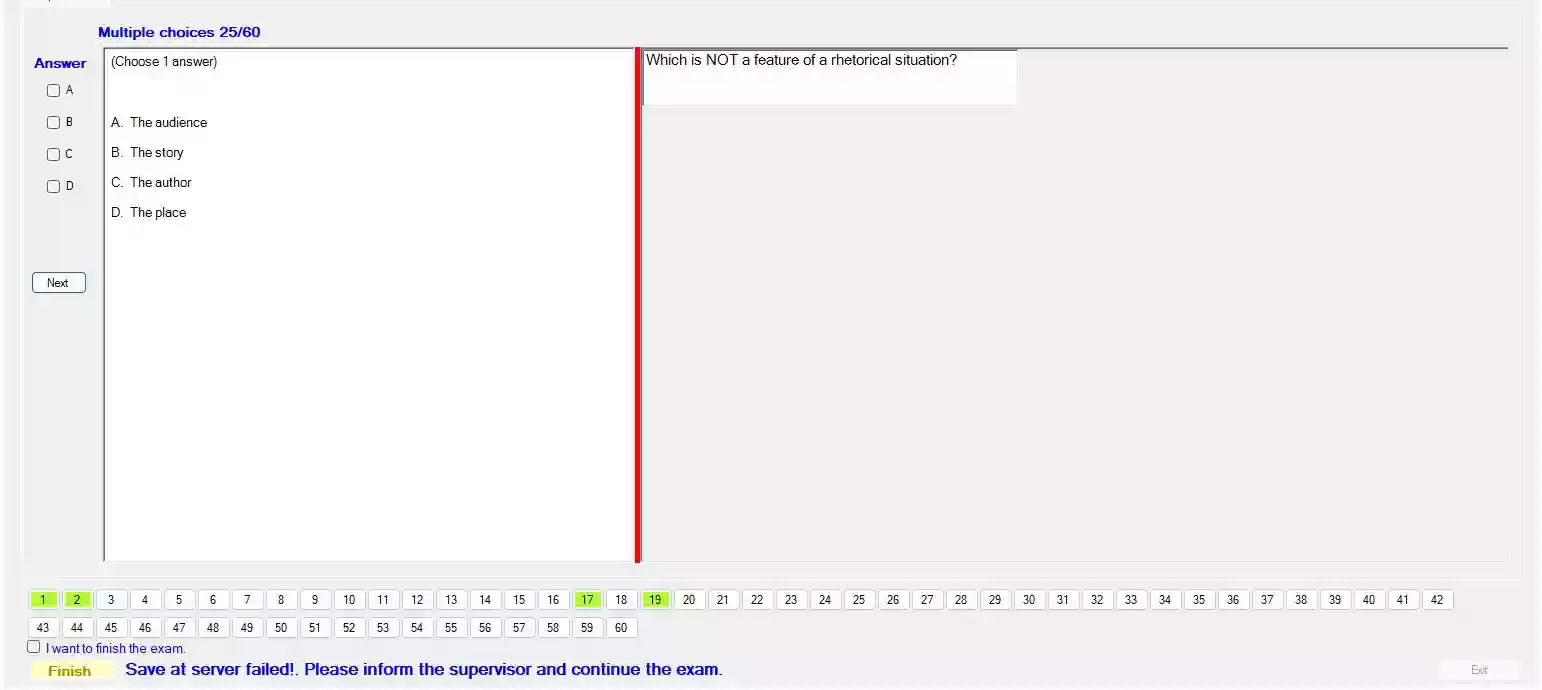 Multiple choices 25/60
Answer
(Choose 1 answer)
Which is NOT a feature of a rhetorical situation?
A
B
C
D
A. The audience
B. The story
C. The author
D. The place
Next
1 2 3 4 5 6 7 8 9 10 11 12 13 14 15 16 17 18 19 20 21 22 23 24 25 26 27 28 29 30 31 32 33 34 35 36 37 38 39 40 41 42
43 44 45 46 47 48 49 50 51 52 53 54 55 56 57 58 59 60
I want to finish the exam.
Finish Save at server failed!. Please inform the supervisor and continue the exam. Exit